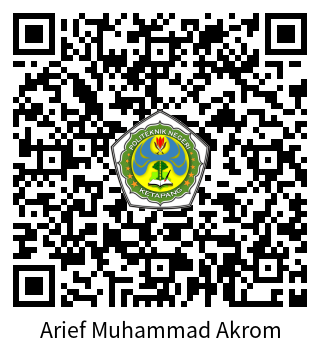 POLITEKNIK NEGERI
KETAPANG
Arief Muhammad Akrom